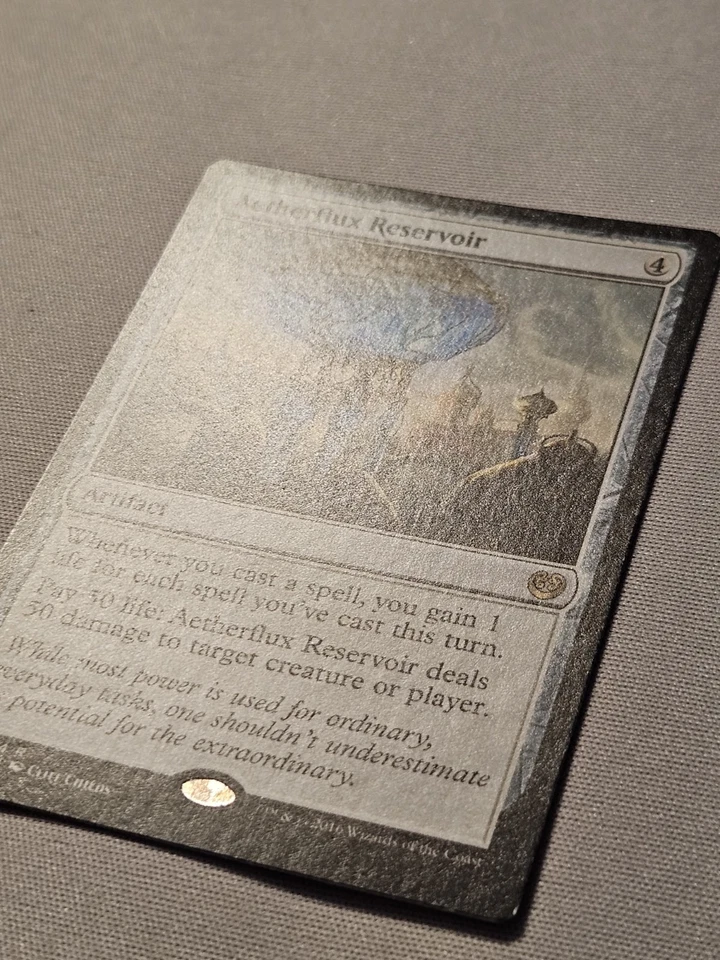 Aetherflux Reservoir
4
Artifact
Whenever you cast a spell, you gain 1
life for each spell you've cast this turn.
Pay 50 life: Aetherflux Reservoir deals
50 damage to target creature or player.
While most power is used for ordinary,
everyday tasks, one shouldn't underestimate
potential for the extraordinary.
™ & © 2016 Wizards of the Coast